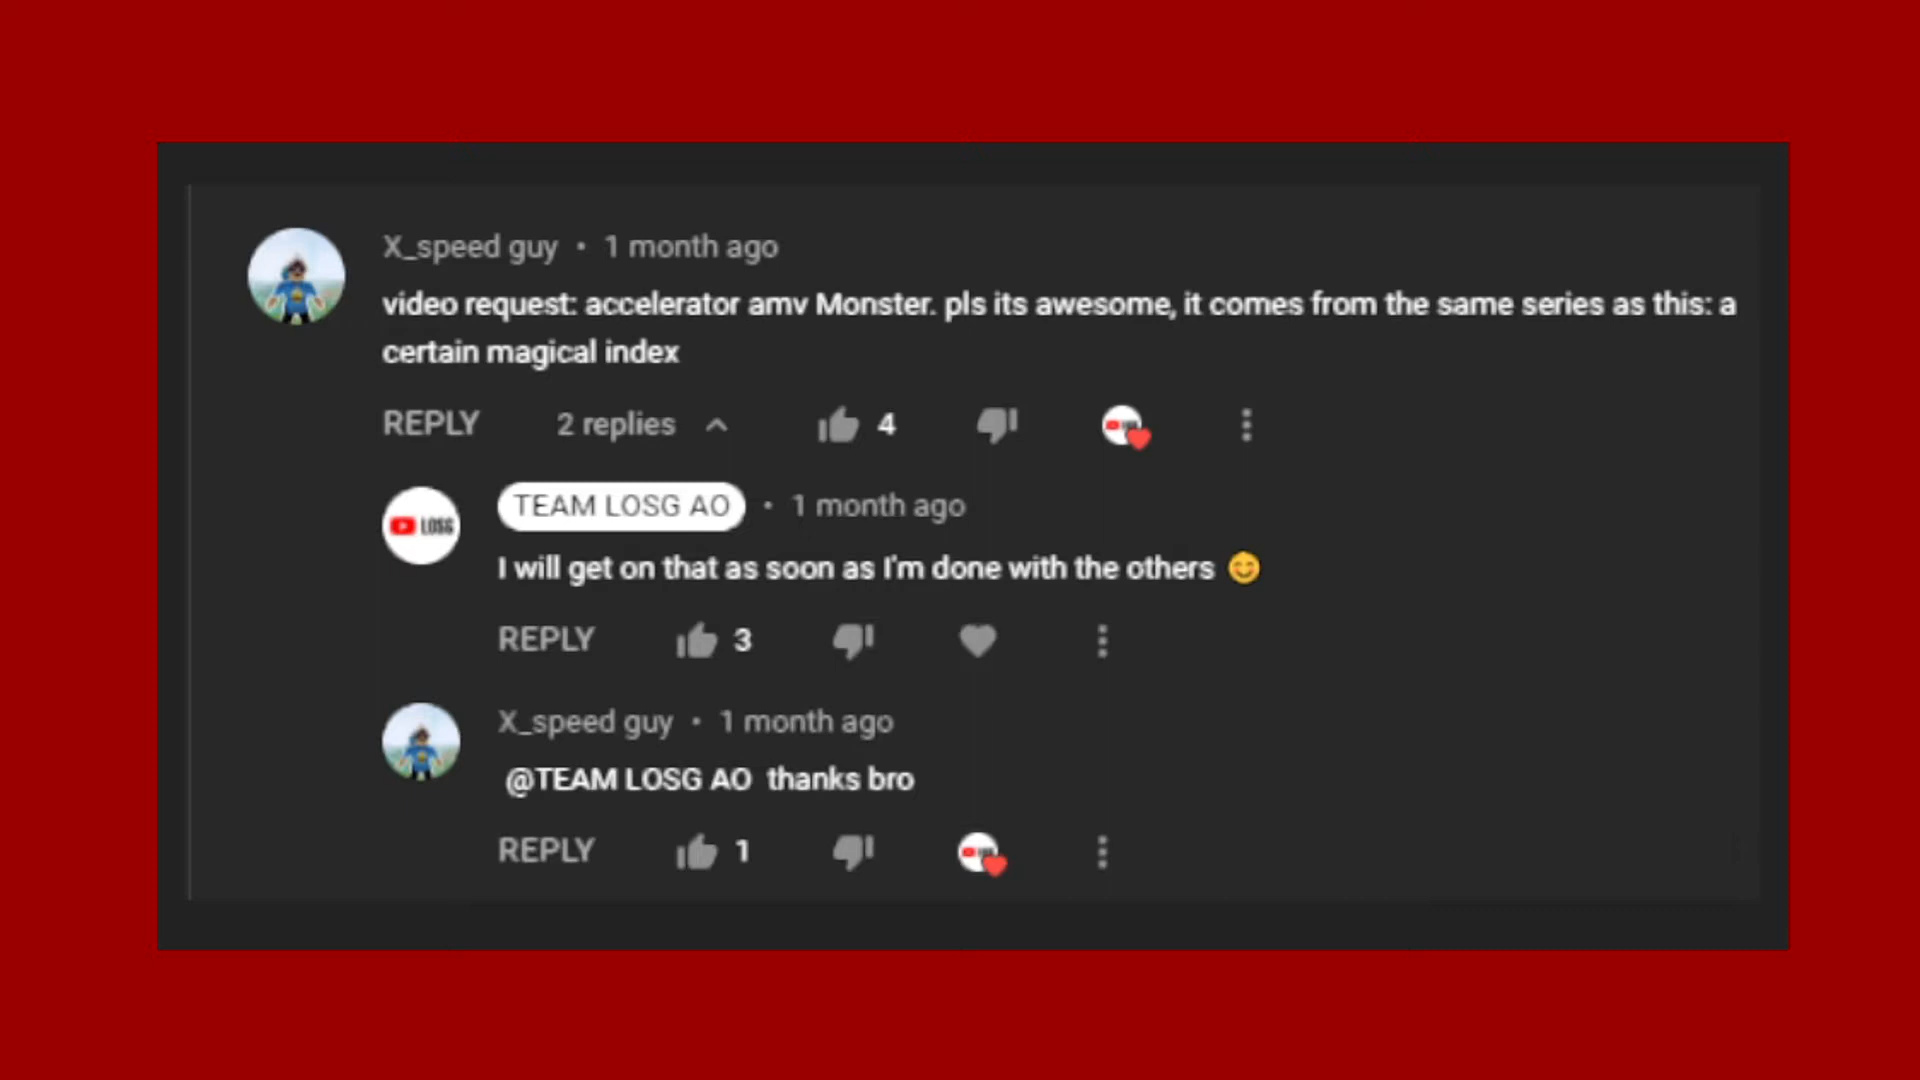 X_speed guy • 1 month ago
video request: accelerator amv Monster. pls its awesome, it comes from the same series as this: a
certain magical index
REPLY 2 replies 4
TEAM LOSG AO • 1 month ago
LOSG
I will get on that as soon as I'm done with the others 😊
REPLY 3
X_speed guy • 1 month ago
@TEAM LOSG AO thanks bro
REPLY 1